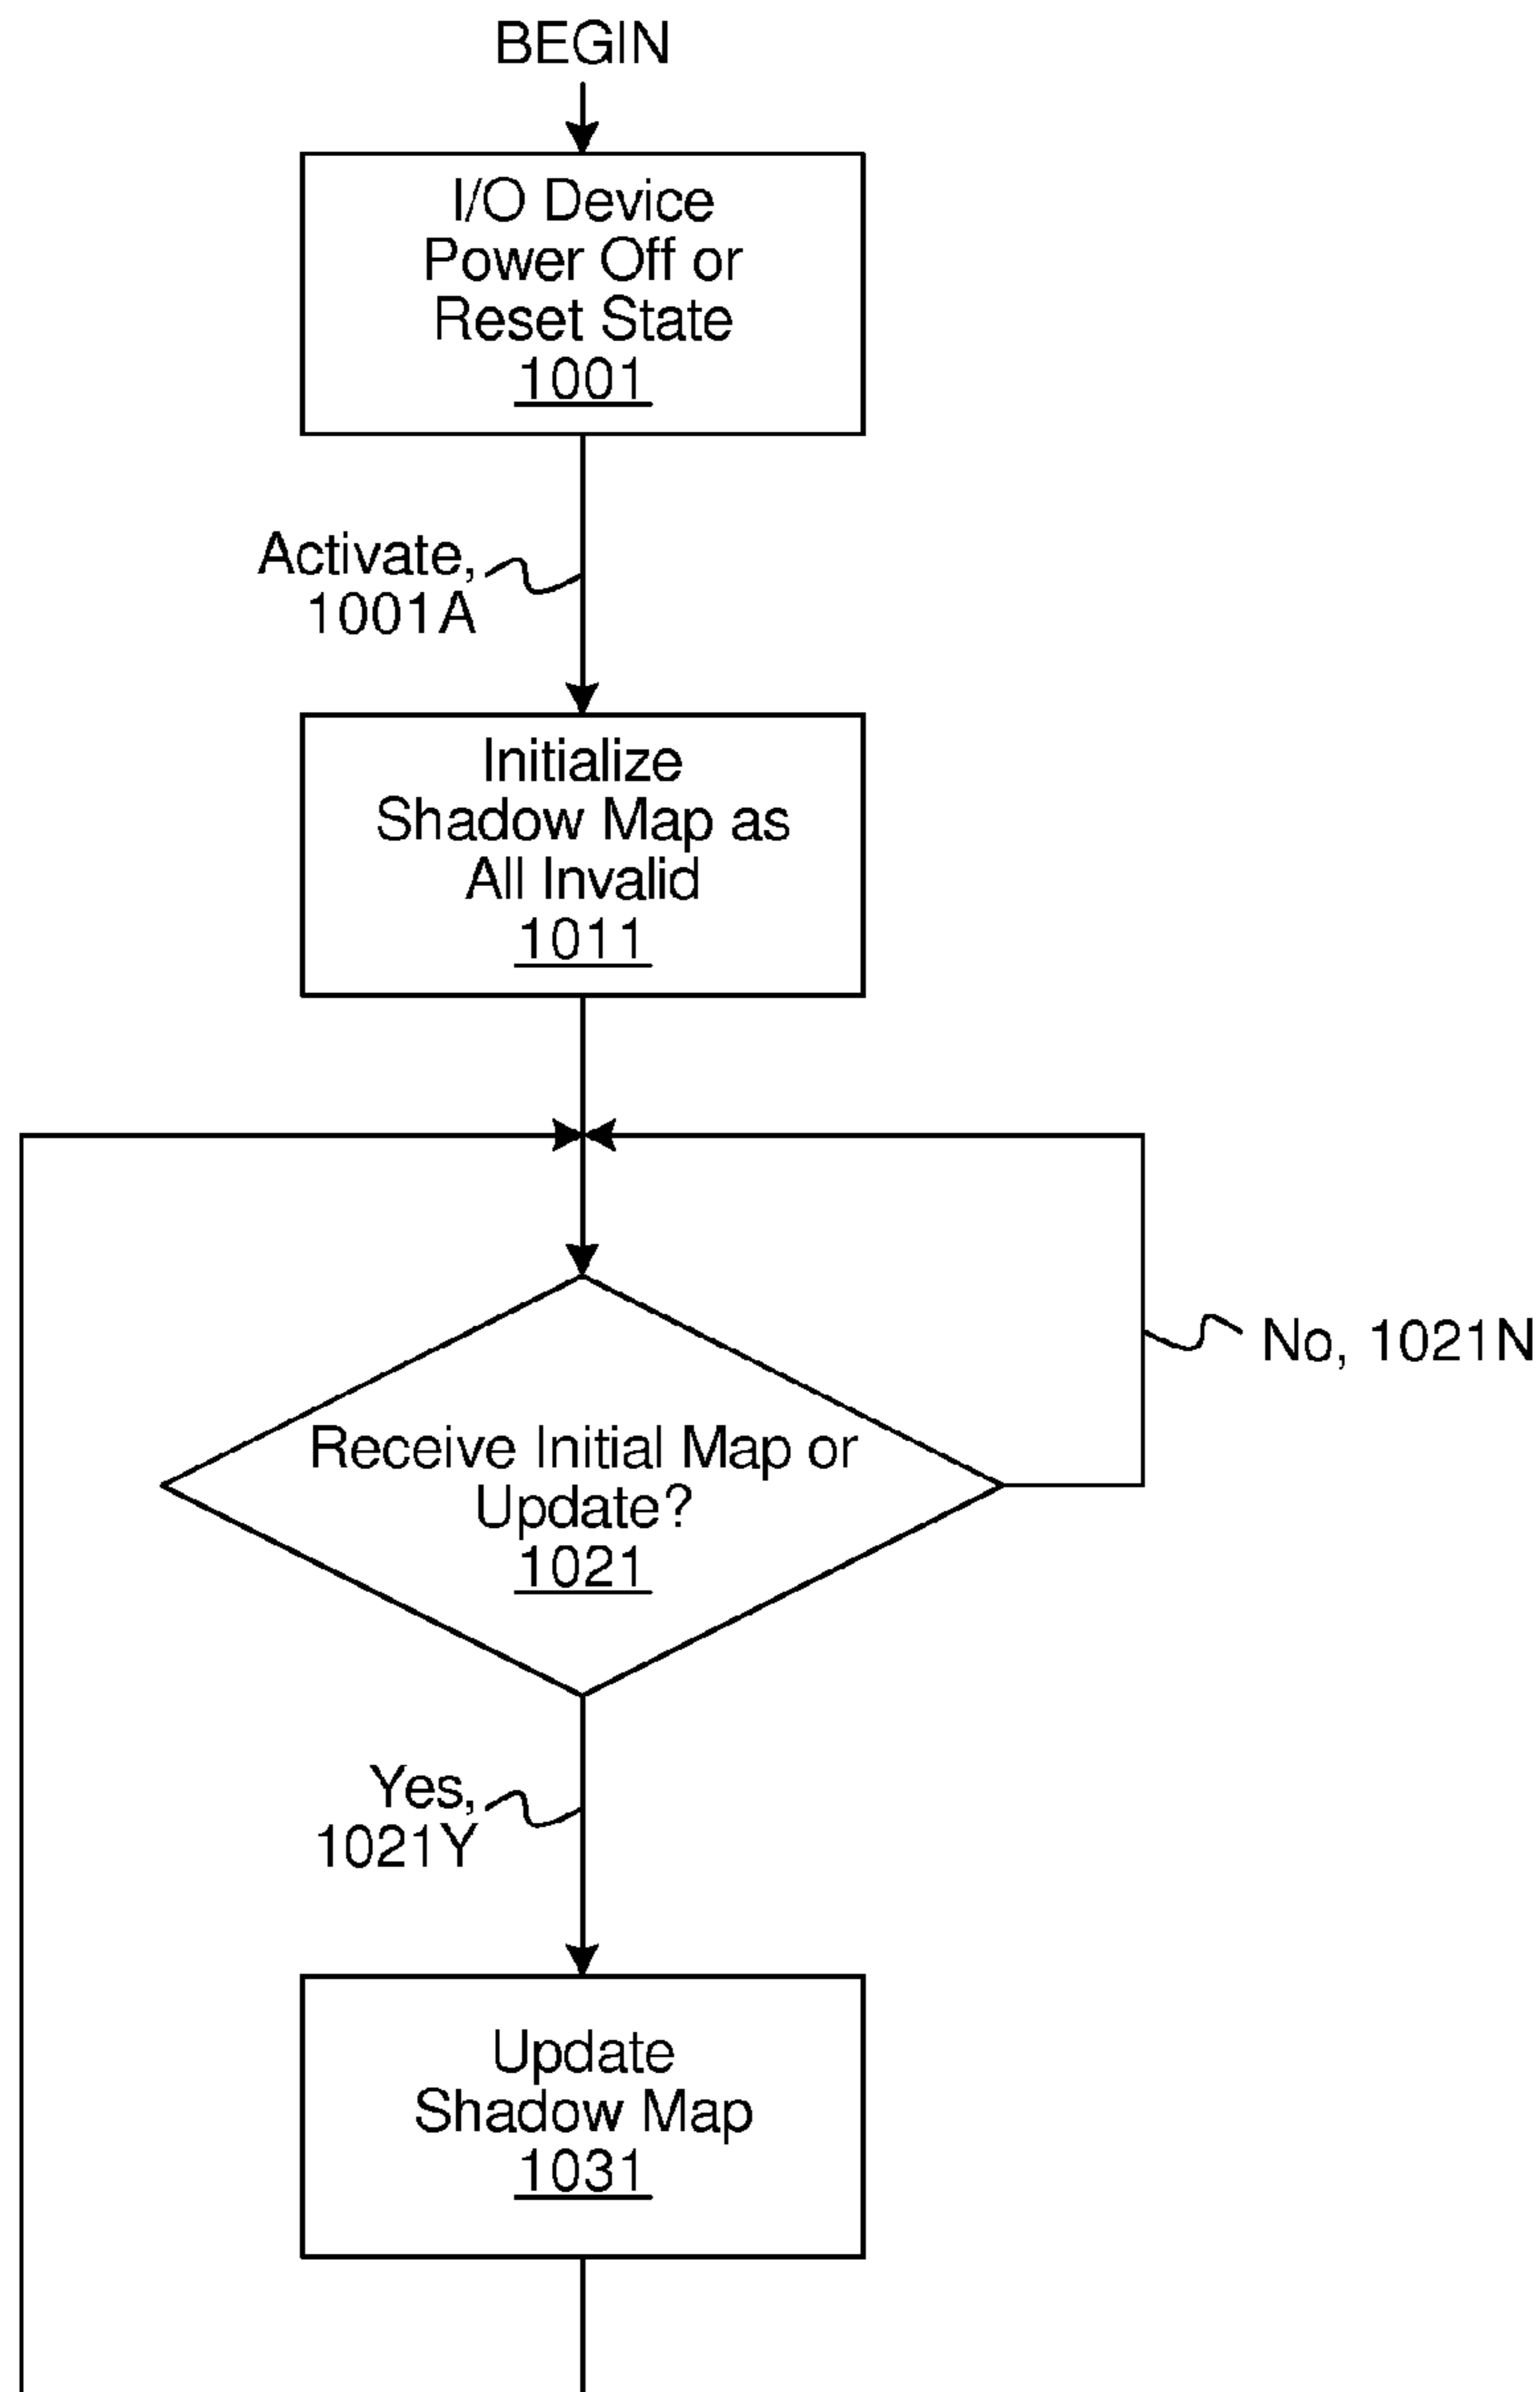 BEGIN
I/O Device
Power Off or
Reset State
1001
Activate,
1001A
Initialize
Shadow Map as
All Invalid
1011
No, 1021N
Receive Initial Map or
Update?
1021
Yes,
1021Y
Update
Shadow Map
1031